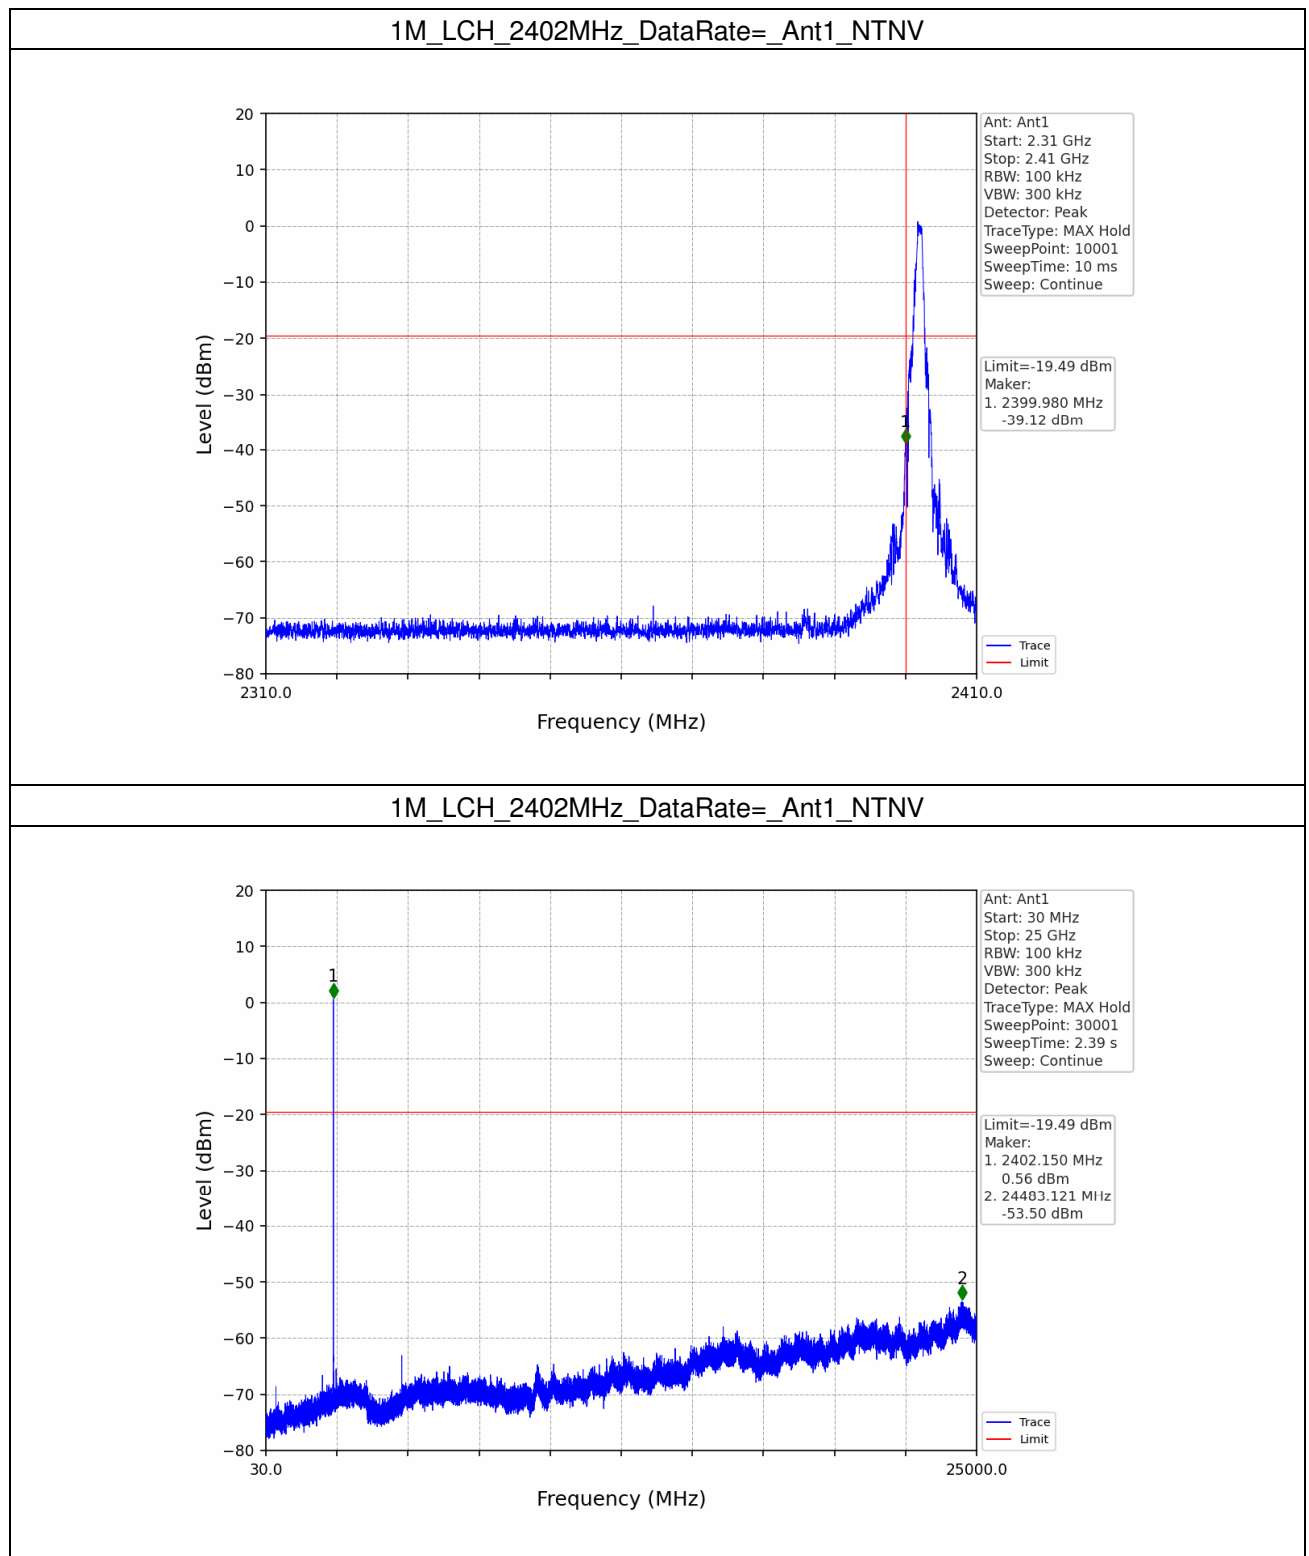 1M_LCH_2402MHz_DataRate=_Ant1_NTNV
20
10
0
−10
−20
−30
−40
−50
−60
−70
−80
Level (dBm)
2310.0
2410.0
Frequency (MHz)
1
Ant: Ant1
Start: 2.31 GHz
Stop: 2.41 GHz
RBW: 100 kHz
VBW: 300 kHz
Detector: Peak
TraceType: MAX Hold
SweepPoint: 10001
SweepTime: 10 ms
Sweep: Continue
Limit=-19.49 dBm
Maker:
1. 2399.980 MHz
-39.12 dBm
Trace
Limit
1M_LCH_2402MHz_DataRate=_Ant1_NTNV
20
10
0
−10
−20
−30
−40
−50
−60
−70
−80
Level (dBm)
30.0
25000.0
Frequency (MHz)
1
2
Ant: Ant1
Start: 30 MHz
Stop: 25 GHz
RBW: 100 kHz
VBW: 300 kHz
Detector: Peak
TraceType: MAX Hold
SweepPoint: 30001
SweepTime: 2.39 s
Sweep: Continue
Limit=-19.49 dBm
Maker:
1. 2402.150 MHz
0.56 dBm
2. 24483.121 MHz
-53.50 dBm
Trace
Limit